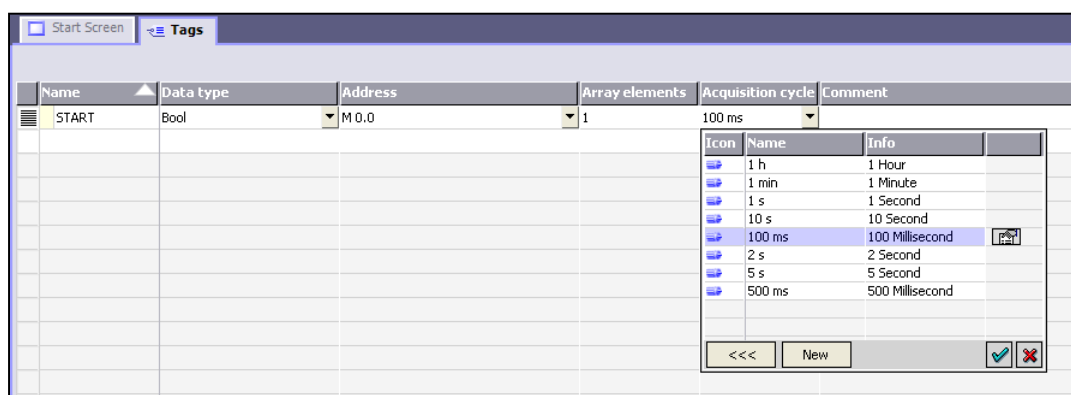 Start Screen Tags
Name Data type Address Array elements Acquisition cycle Comment
START Bool M 0.0 1 100 ms
Icon Name Info
1 h 1 Hour
1 min 1 Minute
1 s 1 Second
10 s 10 Second
100 ms 100 Millisecond
2 s 2 Second
5 s 5 Second
500 ms 500 Millisecond
<<< New